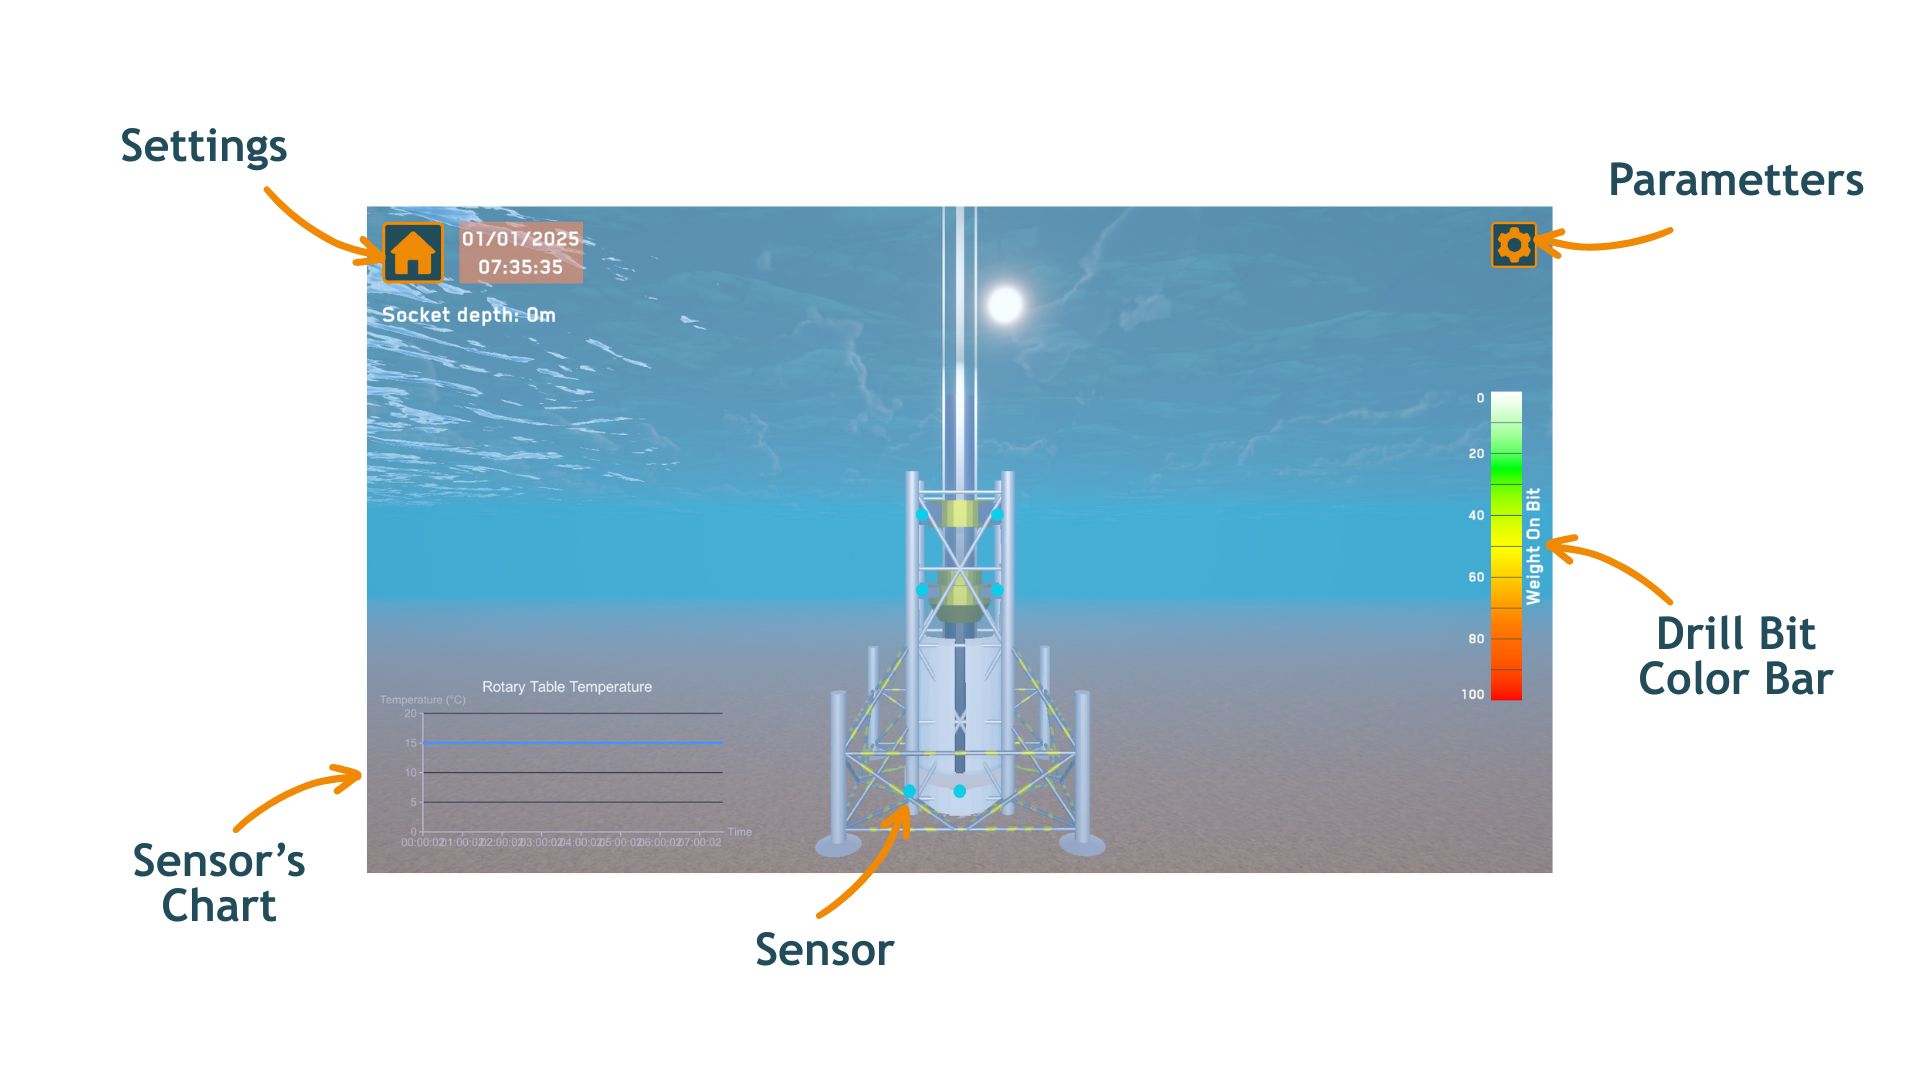 Settings
Parametters
01/01/2025
07:35:35
Socket depth: 0m
0
20
40
60
80
100
Weight On Bit
Drill Bit
Color Bar
Rotary Table Temperature
Temperature (°C)
20
15
10
5
0
Time
00:00:02 01:00:02 02:00:02 03:00:02 04:00:02 05:00:02 06:00:02 07:00:02
Sensor’s
Chart
Sensor